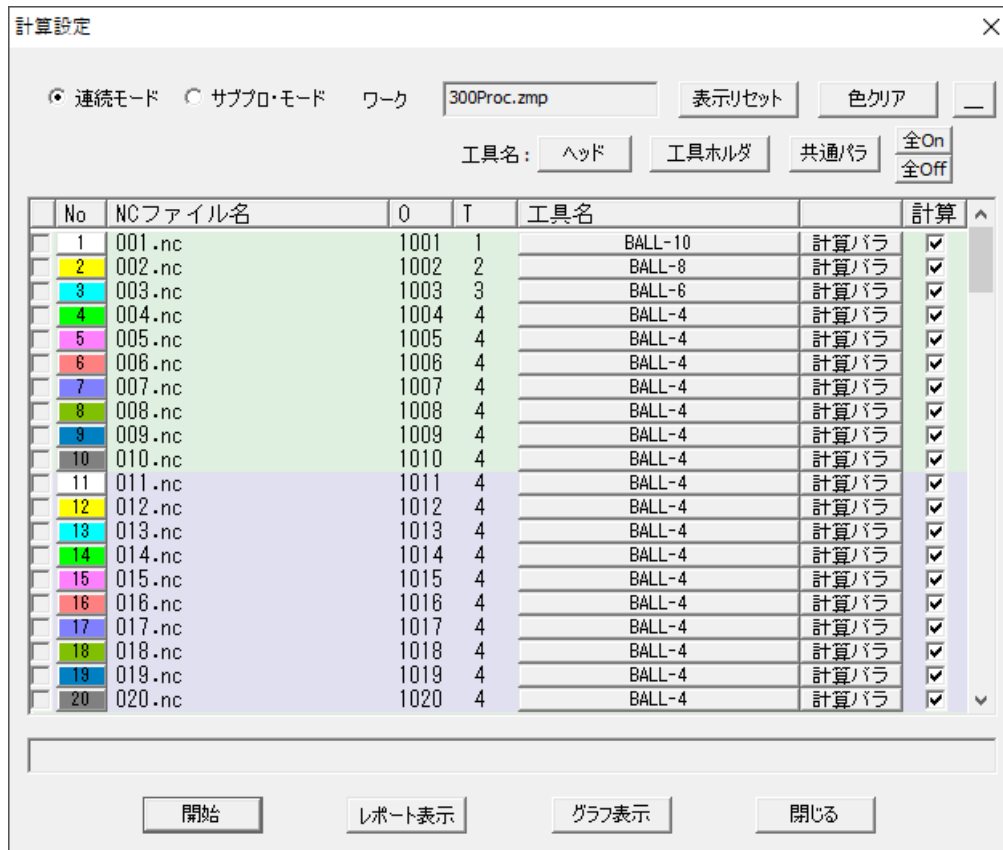 計算設定
連続モード サブプロ・モード ワーク 300Proc.zmp 表示リセット 色クリア __
工具名: ヘッド 工具ホルダ 共通パラ 全On
全Off
No NCファイル名 O T 工具名 計算
1 001.nc 1001 1 BALL-10 計算パラ
2 002.nc 1002 2 BALL-8 計算パラ
3 003.nc 1003 3 BALL-6 計算パラ
4 004.nc 1004 4 BALL-4 計算パラ
5 005.nc 1005 4 BALL-4 計算パラ
6 006.nc 1006 4 BALL-4 計算パラ
7 007.nc 1007 4 BALL-4 計算パラ
8 008.nc 1008 4 BALL-4 計算パラ
9 009.nc 1009 4 BALL-4 計算パラ
10 010.nc 1010 4 BALL-4 計算パラ
11 011.nc 1011 4 BALL-4 計算パラ
12 012.nc 1012 4 BALL-4 計算パラ
13 013.nc 1013 4 BALL-4 計算パラ
14 014.nc 1014 4 BALL-4 計算パラ
15 015.nc 1015 4 BALL-4 計算パラ
16 016.nc 1016 4 BALL-4 計算パラ
17 017.nc 1017 4 BALL-4 計算パラ
18 018.nc 1018 4 BALL-4 計算パラ
19 019.nc 1019 4 BALL-4 計算パラ
20 020.nc 1020 4 BALL-4 計算パラ
開始 レポート表示 グラフ表示 閉じる